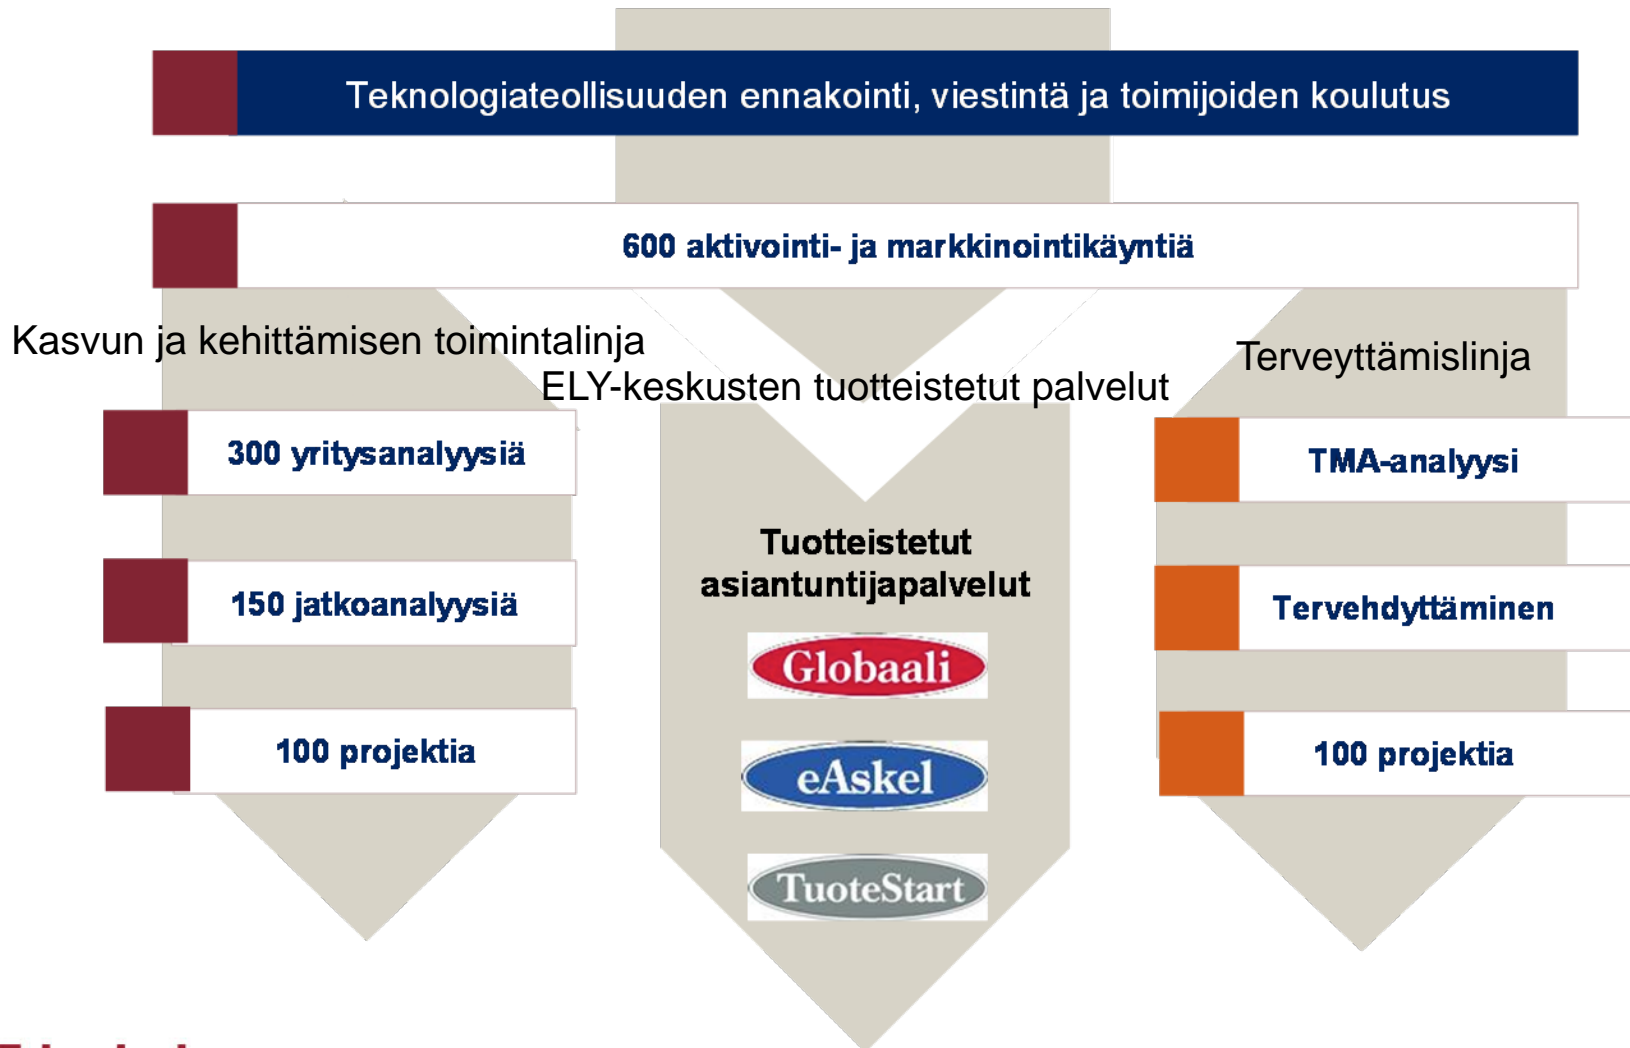 Teknologiateollisuuden ennakointi, viestintä ja toimijoiden koulutus
600 aktivointi- ja markkinointikäyntiä
Kasvun ja kehittämisen toimintalinja
ELY-keskusten tuotteistetut palvelut
Terveyttämislinja
300 yritysanalyysiä
150 jatkoanalyysiä
100 projektia
Tuotteistetut
asiantuntijapalvelut
Globaali
eAskel
TuoteStart
TMA-analyysi
Tervehdyttäminen
100 projektia